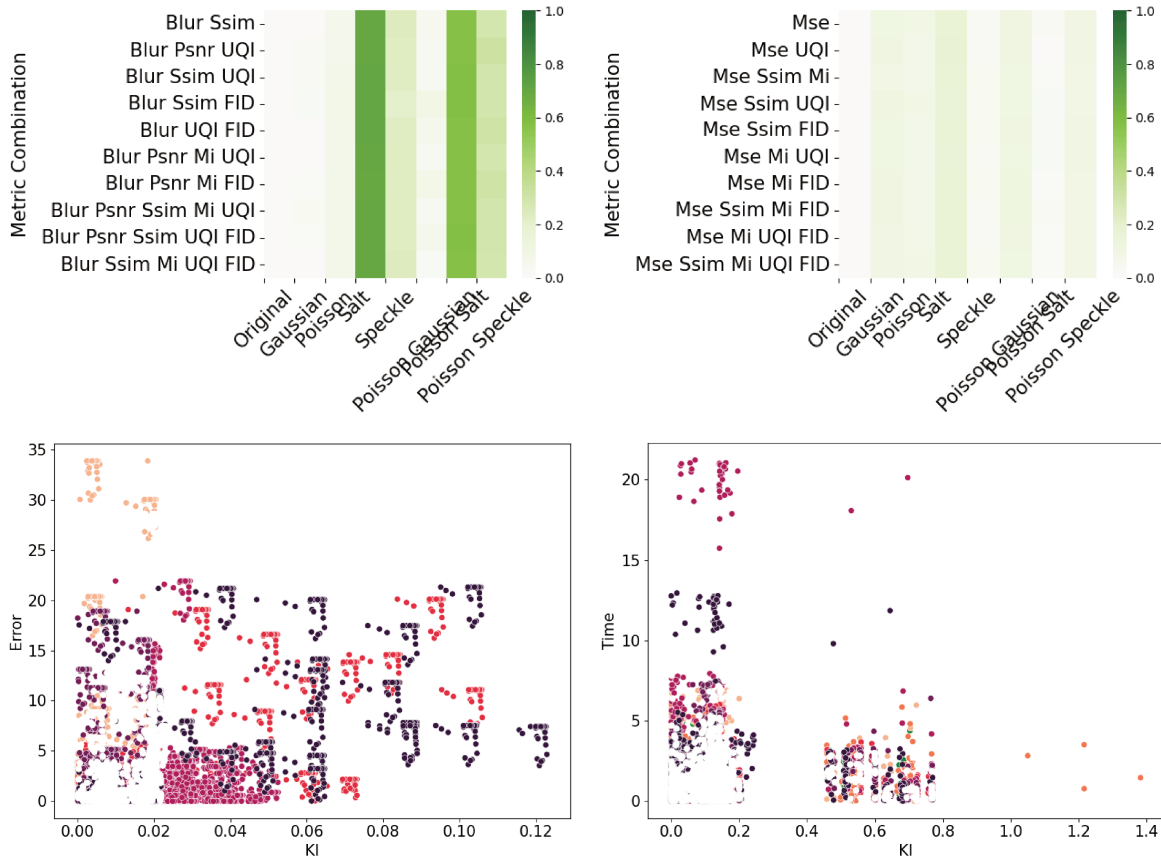 Metric Combination
Blur Ssim
Blur Psnr UQI
Blur Ssim UQI
Blur Ssim FID
Blur UQI FID
Blur Psnr Mi UQI
Blur Psnr Mi FID
Blur Psnr Ssim Mi UQI
Blur Psnr Ssim UQI FID
Blur Ssim Mi UQI FID
Original
Gaussian
Poisson
Salt
Speckle
Poisson Gaussian
Poisson Salt
Poisson Speckle
1.0
0.8
0.6
0.4
0.2
0.0
Metric Combination
Mse
Mse UQI
Mse Ssim Mi
Mse Ssim UQI
Mse Ssim FID
Mse Mi UQI
Mse Mi FID
Mse Ssim Mi FID
Mse Mi UQI FID
Mse Ssim Mi UQI FID
Original
Gaussian
Poisson
Salt
Speckle
Poisson Gaussian
Poisson Salt
Poisson Speckle
1.0
0.8
0.6
0.4
0.2
0.0
Error
35
30
25
20
15
10
5
0
0.00 0.02 0.04 0.06 0.08 0.10 0.12
KI
Time
20
15
10
5
0
0.0 0.2 0.4 0.6 0.8 1.0 1.2 1.4
KI